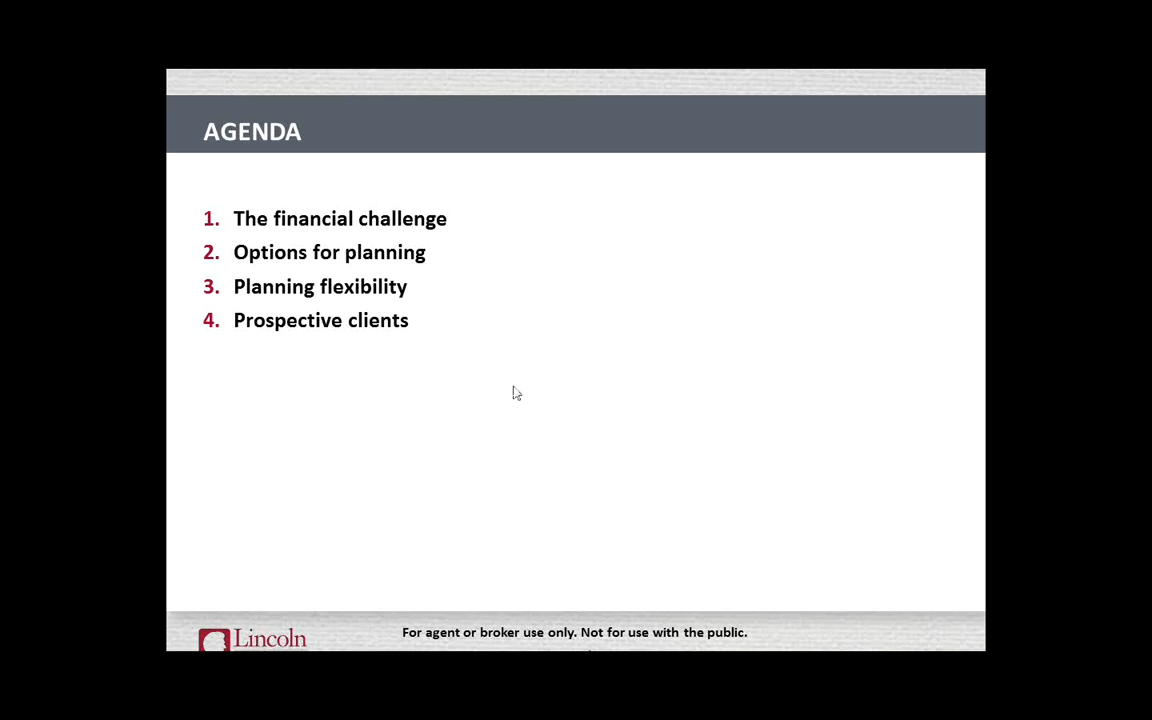 AGENDA
1. The financial challenge
2. Options for planning
3. Planning flexibility
4. Prospective clients
Lincoln
For agent or broker use only. Not for use with the public.